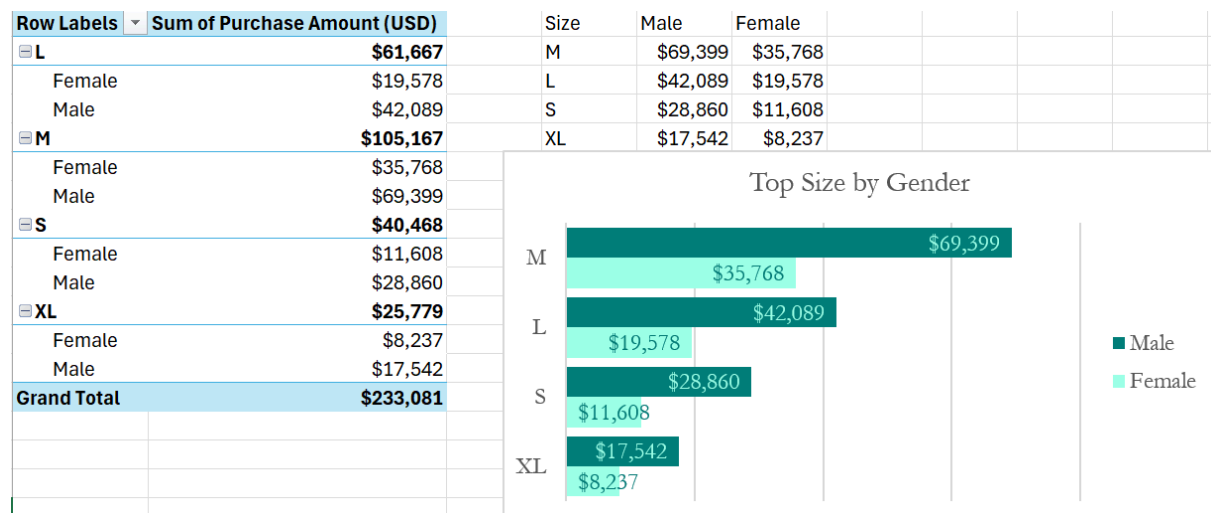 Row Labels Sum of Purchase Amount (USD)
L $61,667
Female $19,578
Male $42,089
M $105,167
Female $35,768
Male $69,399
S $40,468
Female $11,608
Male $28,860
XL $25,779
Female $8,237
Male $17,542
Grand Total $233,081
Size Male Female
M $69,399 $35,768
L $42,089 $19,578
S $28,860 $11,608
XL $17,542 $8,237
Top Size by Gender
M $69,399
$35,768
L $42,089
$19,578
S $28,860
$11,608
XL $17,542
$8,237
Male
Female